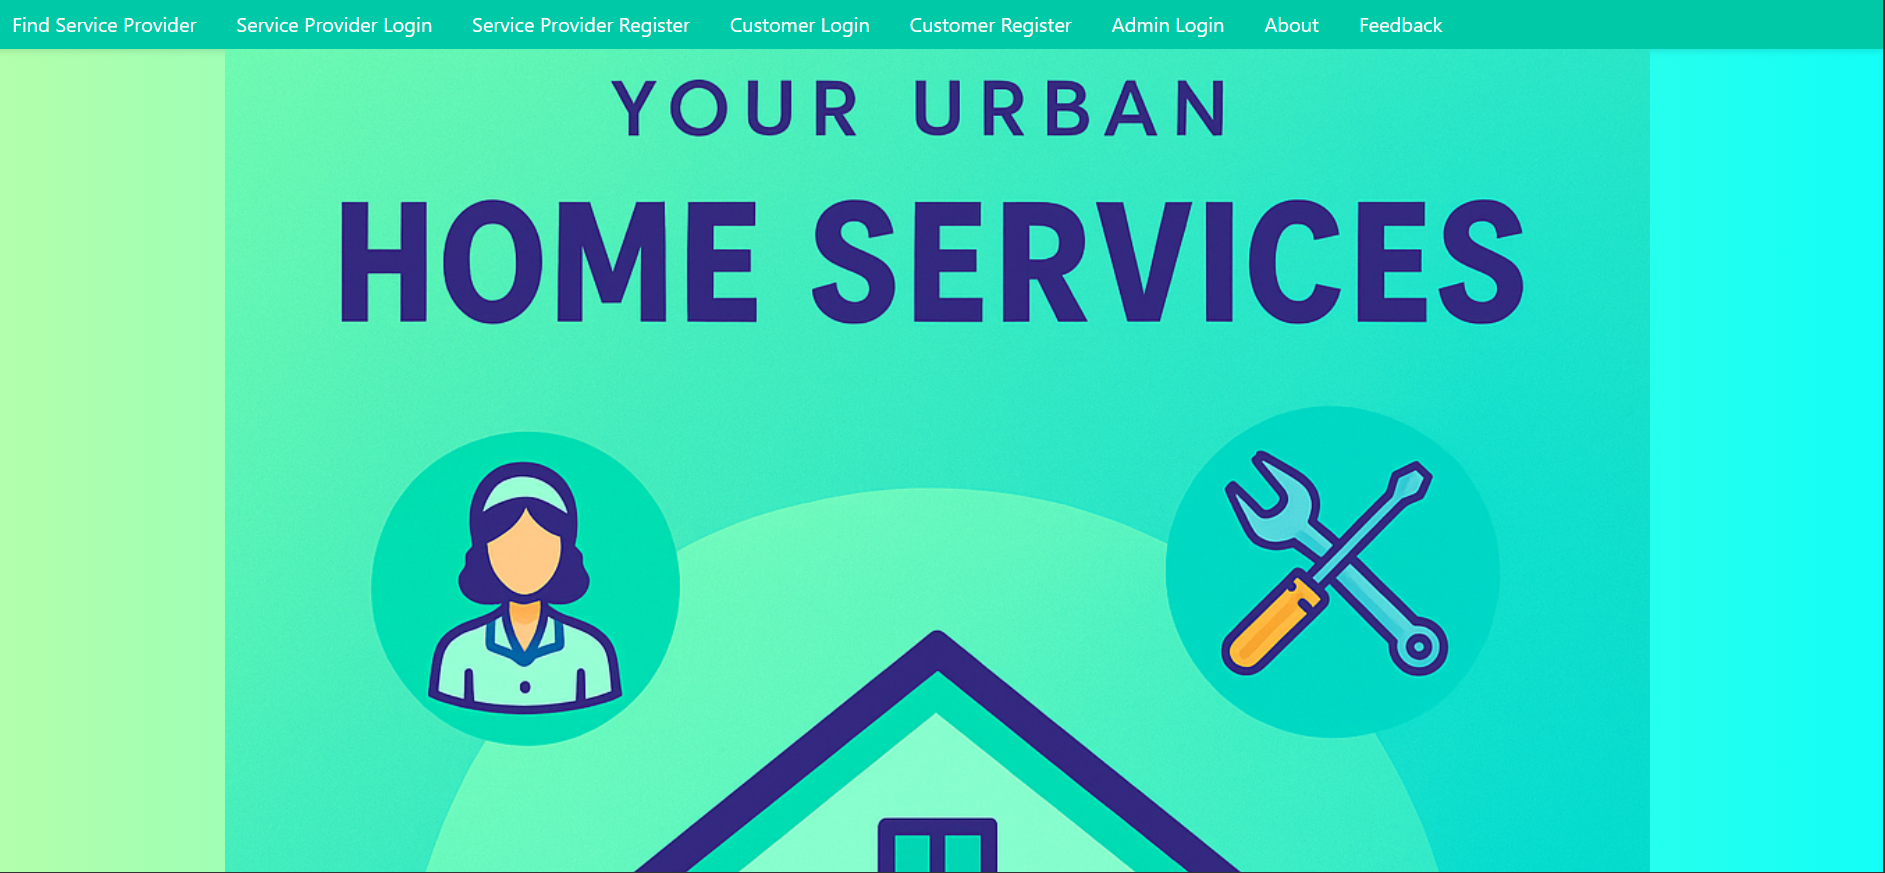 Find Service Provider Service Provider Login Service Provider Register Customer Login Customer Register Admin Login About Feedback
YOUR URBAN
HOME SERVICES